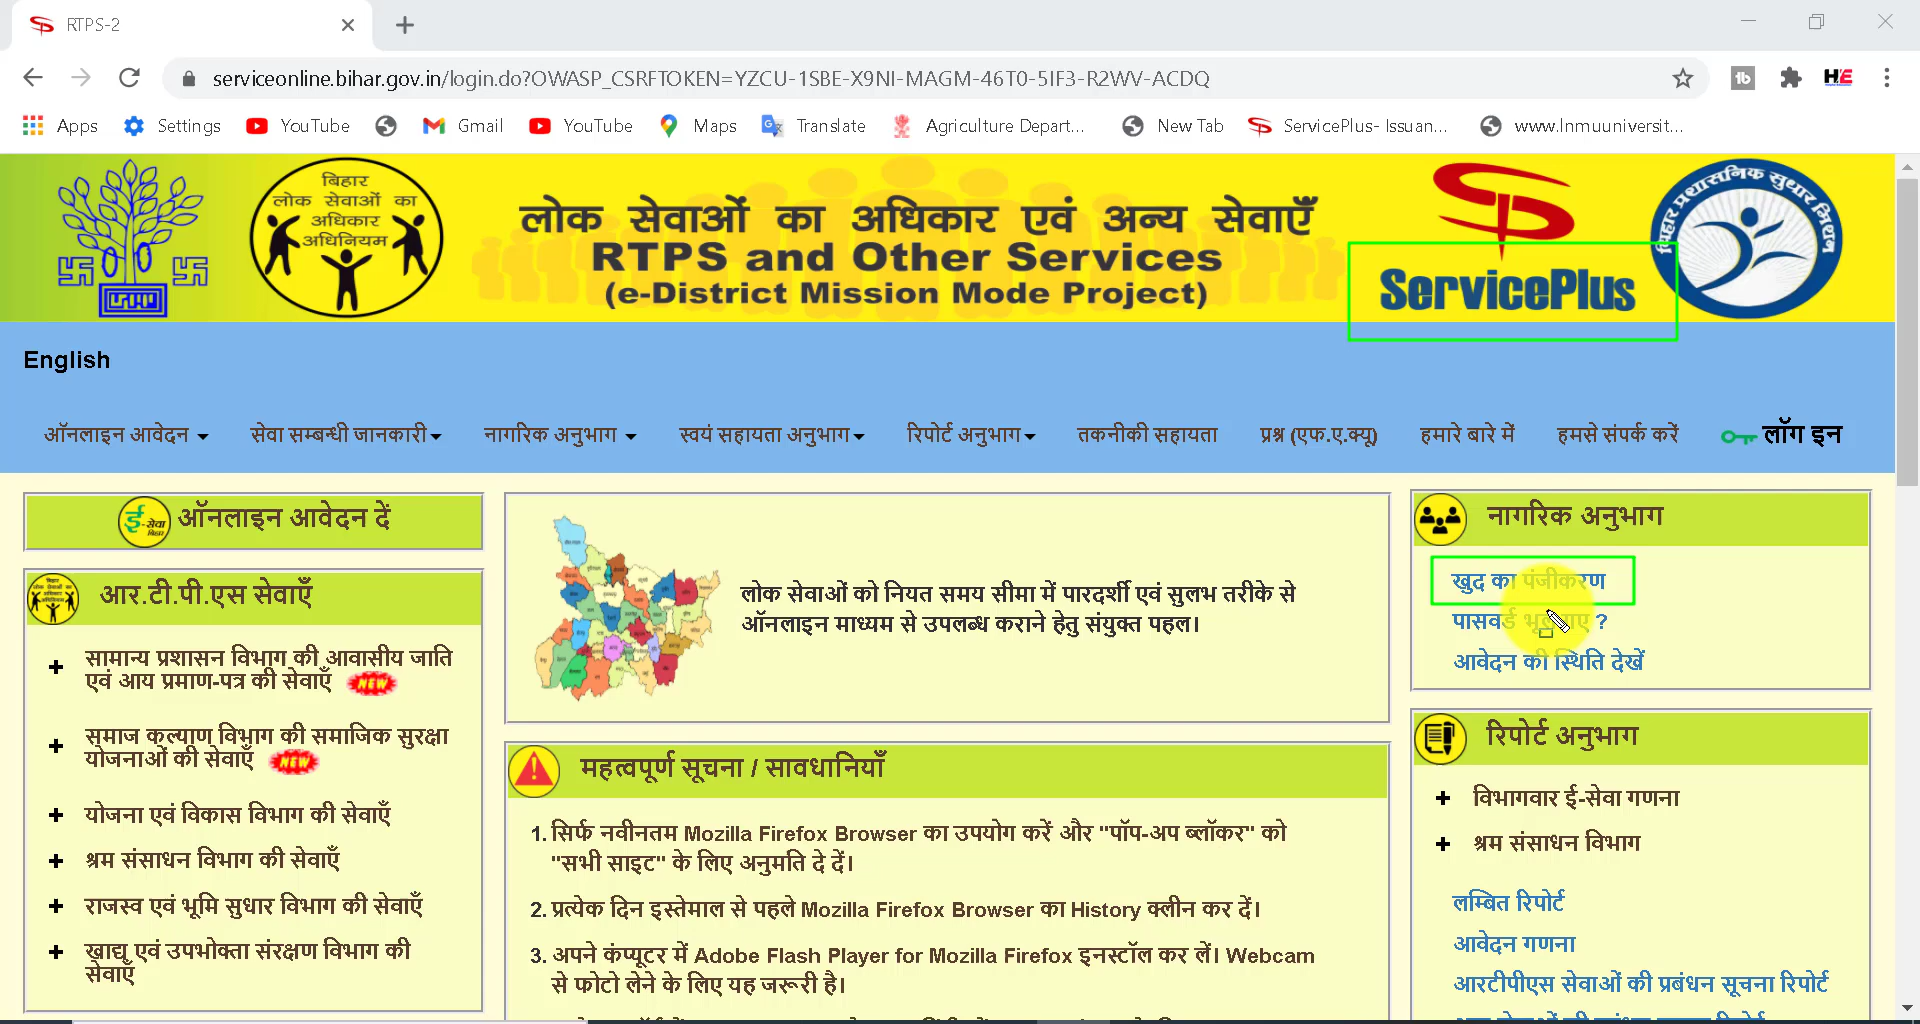 RTPS-2
serviceonline.bihar.gov.in/login.do?OWASP_CSRFTOKEN=YZCU-1SBE-X9NI-MAGM-46T0-5IF3-R2WV-ACDQ
Apps Settings YouTube Gmail YouTube Maps Translate Agriculture Depart... New Tab ServicePlus- Issuan... www.lnmuuniversit...
बिहार
लोक सेवाओं का
अधिकार
अधिनियम
लोक सेवाओं का अधिकार एवं अन्य सेवाएँ
RTPS and Other Services
(e-District Mission Mode Project)
ServicePlus
बिहार प्रशासनिक सुधार मिशन
English
ऑनलाइन आवेदन सेवा सम्बन्धी जानकारी नागरिक अनुभाग स्वयं सहायता अनुभाग रिपोर्ट अनुभाग तकनीकी सहायता प्रश्न (एफ.ए.क्यू) हमारे बारे में हमसे संपर्क करें लॉग इन
ऑनलाइन आवेदन दें
आर.टी.पी.एस सेवाएँ
+ सामान्य प्रशासन विभाग की आवासीय जाति
एवं आय प्रमाण-पत्र की सेवाएँ NEW
+ समाज कल्याण विभाग की समाजिक सुरक्षा
योजनाओं की सेवाएँ NEW
+ योजना एवं विकास विभाग की सेवाएँ
+ श्रम संसाधन विभाग की सेवाएँ
+ राजस्व एवं भूमि सुधार विभाग की सेवाएँ
+ खाद्य एवं उपभोक्ता संरक्षण विभाग की
सेवाएँ
लोक सेवाओं को नियत समय सीमा में पारदर्शी एवं सुलभ तरीके से
ऑनलाइन माध्यम से उपलब्ध कराने हेतु संयुक्त पहल।
महत्वपूर्ण सूचना / सावधानियाँ
1. सिर्फ नवीनतम Mozilla Firefox Browser का उपयोग करें और "पॉप-अप ब्लॉकर" को
"सभी साइट" के लिए अनुमति दे दें।
2. प्रत्येक दिन इस्तेमाल से पहले Mozilla Firefox Browser का History क्लीन कर दें।
3. अपने कंप्यूटर में Adobe Flash Player for Mozilla Firefox इनस्टॉल कर लें। Webcam
से फोटो लेने के लिए यह जरूरी है।
नागरिक अनुभाग
खुद का पंजीकरण
पासवर्ड ?
आवेदन की स्थिति देखें
रिपोर्ट अनुभाग
+ विभागवार ई-सेवा गणना
+ श्रम संसाधन विभाग
लम्बित रिपोर्ट
आवेदन गणना
आरटीपीएस सेवाओं की प्रबंधन सूचना रिपोर्ट